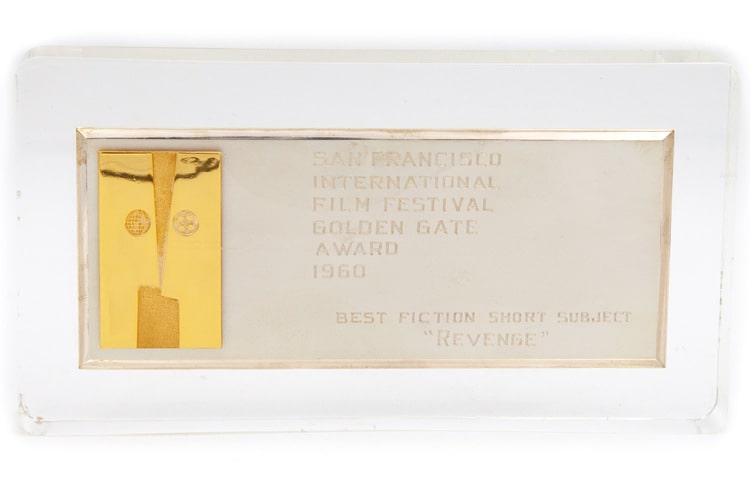 SAN FRANCISCO
INTERNATIONAL
FILM FESTIVAL
GOLDEN GATE
AWARD
1960
BEST FICTION SHORT SUBJECT
"REVENGE"